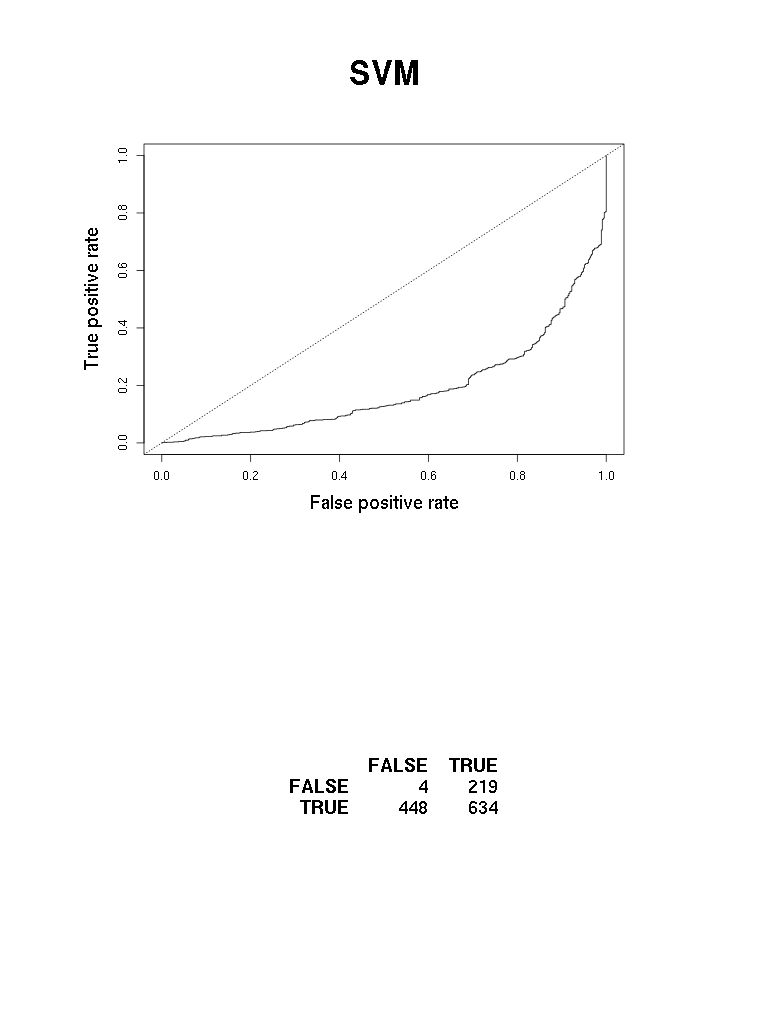 SVM
True positive rate
1.0
0.8
0.6
0.4
0.2
0.0
0.0 0.2 0.4 0.6 0.8 1.0
False positive rate
FALSE TRUE
FALSE 4 219
TRUE 448 634